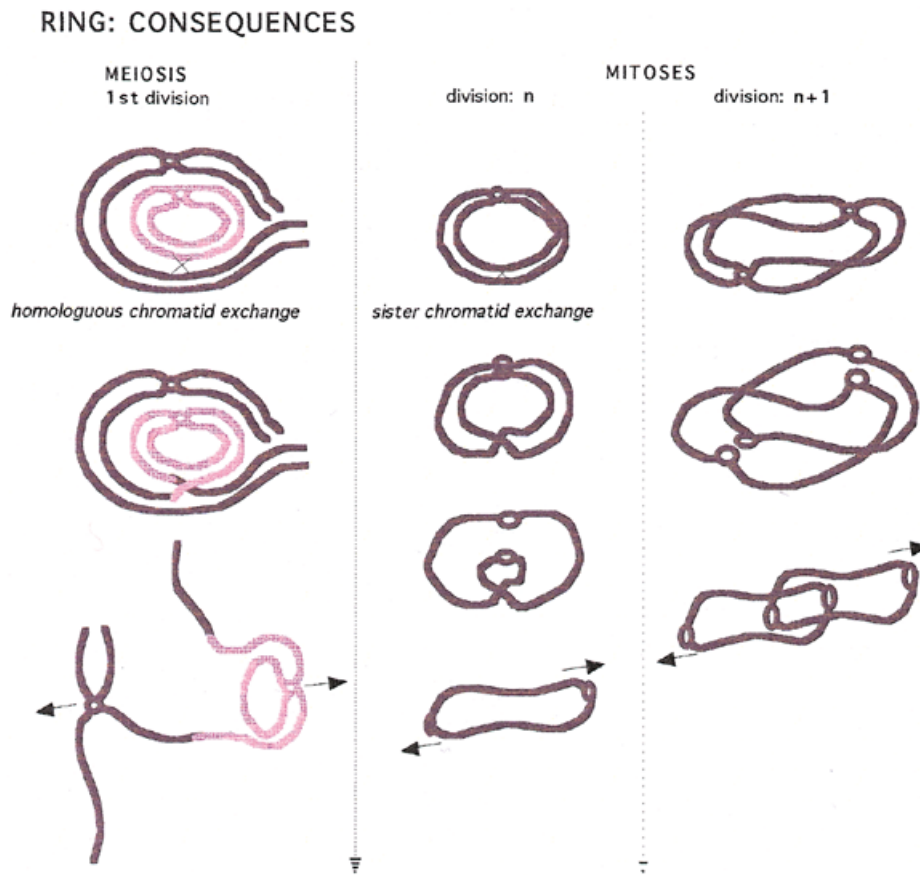 RING: CONSEQUENCES
MEIOSIS
1st division
MITOSES
division: n
division: n+1
homologuous chromatid exchange
sister chromatid exchange